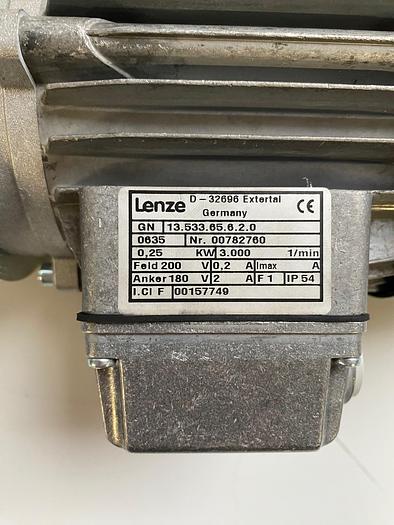 Lenze D-32696 Extertal CE
Germany
GN 13.533.65.6.2.0
0635 Nr. 00782760
0,25 KW 3.000 1/min
Feld 200 V 0,2 A Imax A
Anker 180 V 2 A F 1 IP 54
I.Cl F 00157749